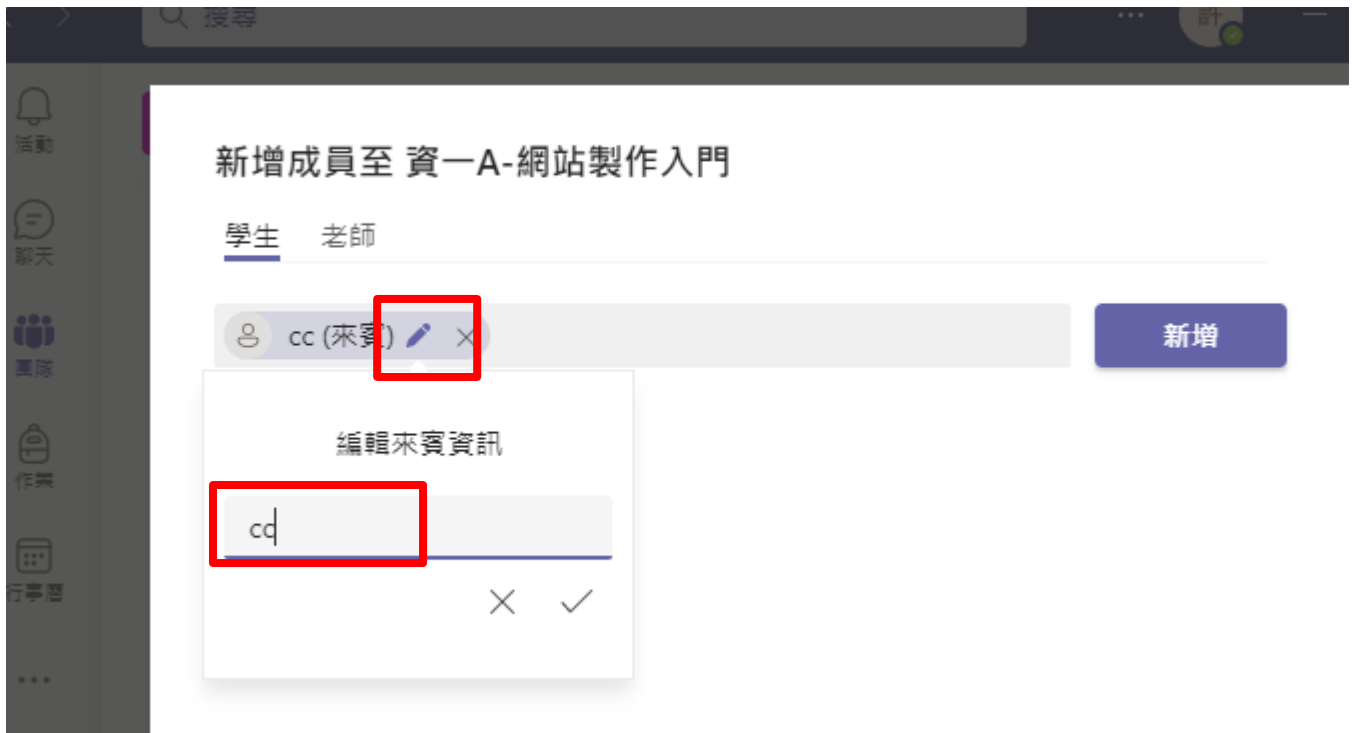 搜尋
計
活動
聊天
團隊
作業
行事曆
新增成員至 資一A-網站製作入門
學生 老師
cc (來賓)
新增
編輯來賓資訊
cc